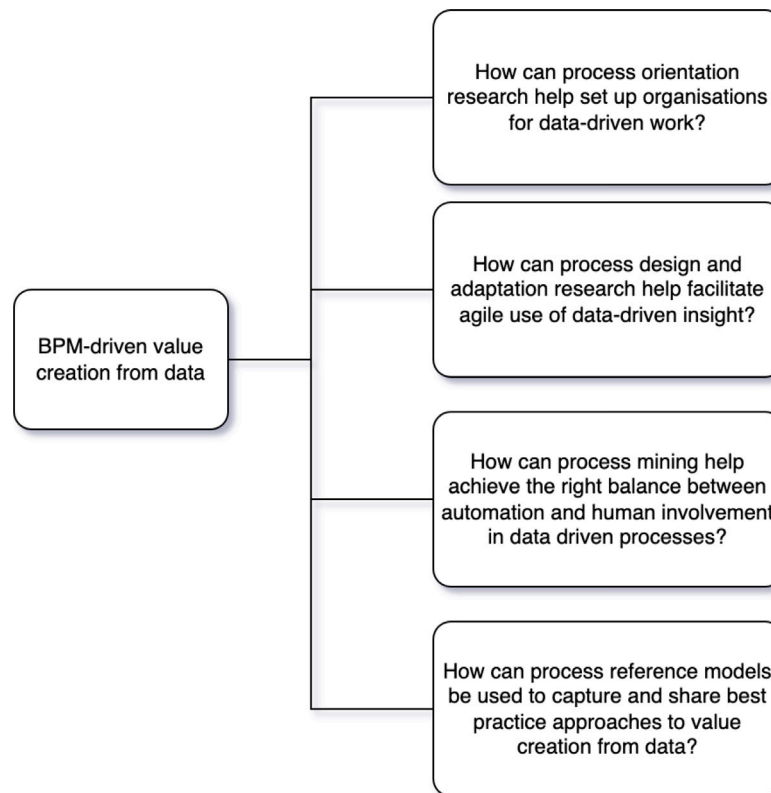 How can process orientation
research help set up organisations
for data-driven work?
How can process design and
adaptation research help facilitate
agile use of data-driven insight?
BPM-driven value
creation from data
How can process mining help
achieve the right balance between
automation and human involvement
in data driven processes?
How can process reference models
be used to capture and share best
practice approaches to value
creation from data?